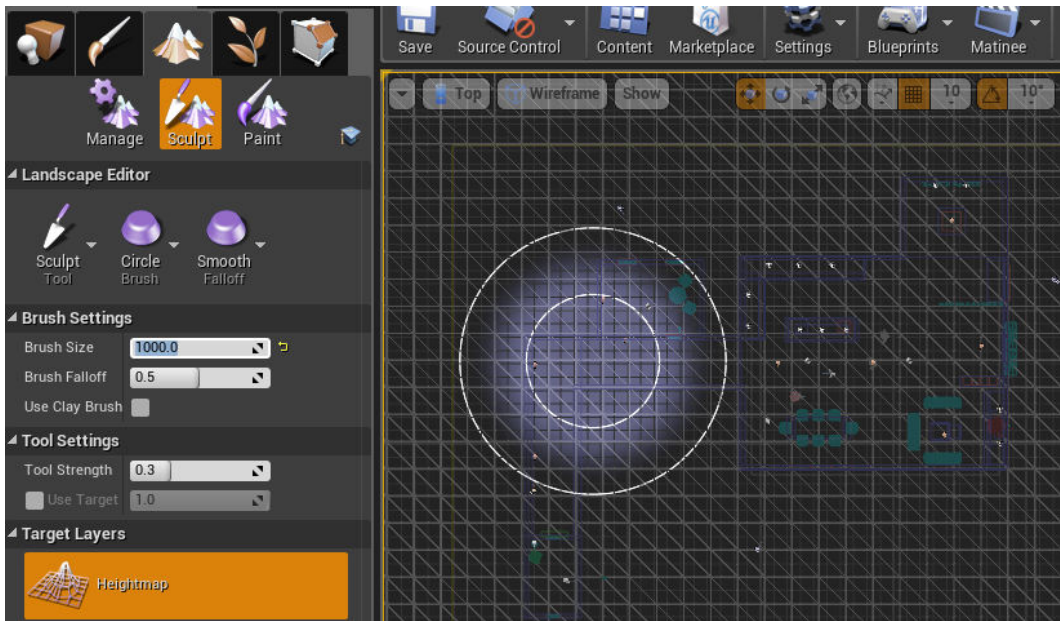 Save Source Control Content Marketplace Settings Blueprints Matinee
Top Wireframe Show 10 10°
Manage Sculpt Paint
Landscape Editor
Sculpt Circle Smooth
Tool Brush Falloff
Brush Settings
Brush Size 1000.0
Brush Falloff 0.5
Use Clay Brush
Tool Settings
Tool Strength 0.3
Use Target 1.0
Target Layers
Heightmap